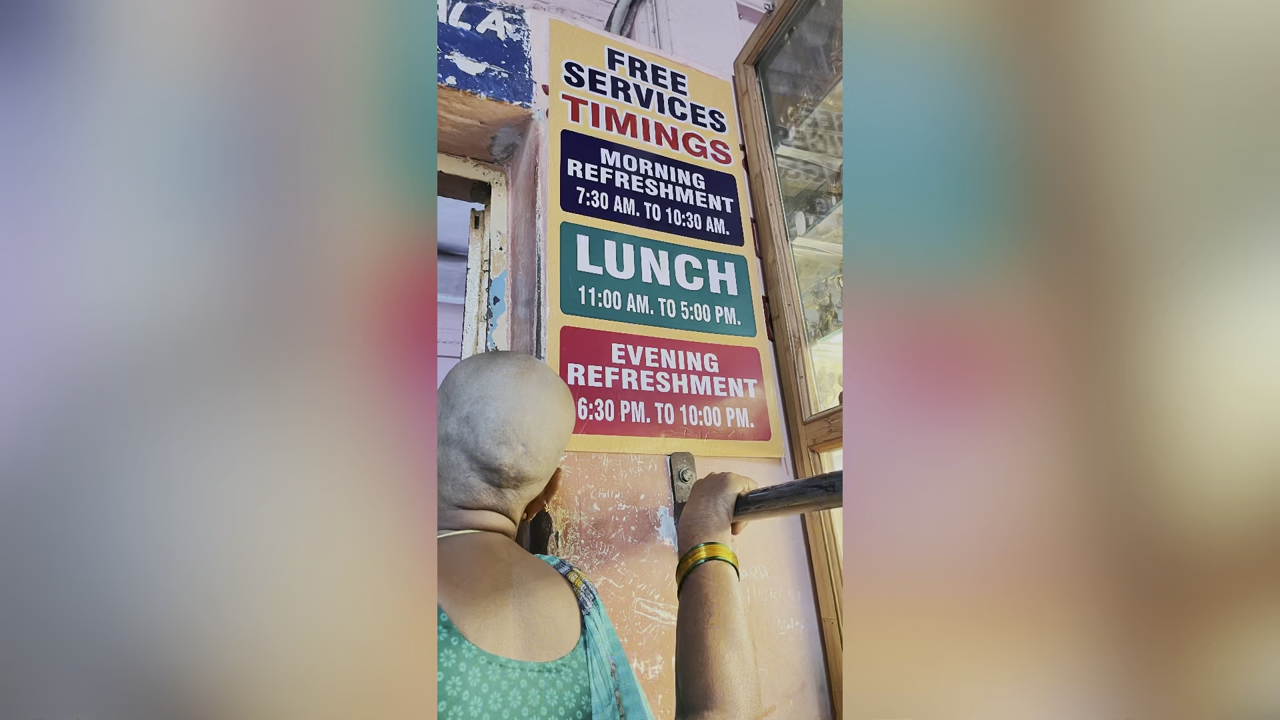 ALA
FREE
SERVICES
TIMINGS
MORNING
REFRESHMENT
7:30 AM. TO 10:30 AM.
LUNCH
11:00 AM. TO 5:00 PM.
EVENING
REFRESHMENT
6:30 PM. TO 10:00 PM.